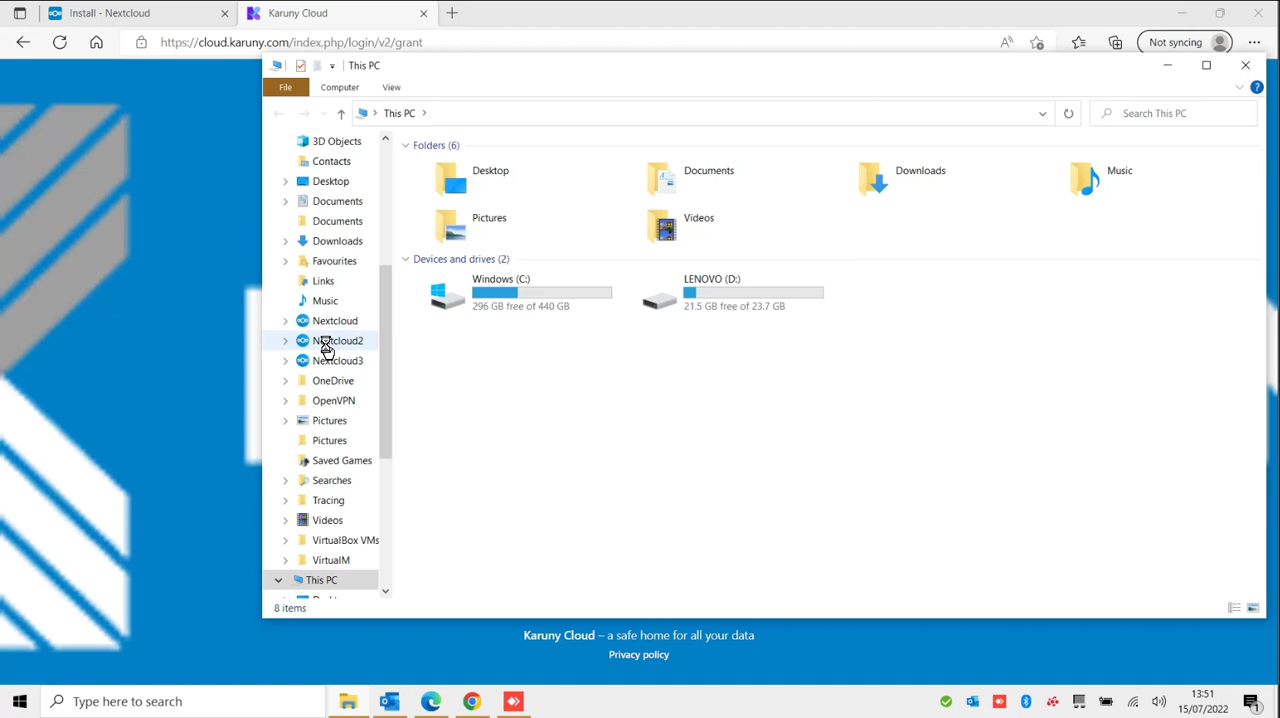 Install - Nextcloud
Karuny Cloud
https://cloud.karuny.com/index.php/login/v2/grant
Not syncing
This PC
File
Computer
View
This PC
Search This PC
3D Objects
Contacts
Desktop
Documents
Documents
Downloads
Favourites
Links
Music
Nextcloud
Nextcloud2
Nextcloud3
OneDrive
OpenVPN
Pictures
Pictures
Saved Games
Searches
Tracing
Videos
VirtualBox VMs
VirtualM
This PC
Folders (6)
Desktop
Documents
Downloads
Music
Pictures
Videos
Devices and drives (2)
Windows (C:)
296 GB free of 440 GB
LENOVO (D:)
21.5 GB free of 23.7 GB
8 items
Karuny Cloud – a safe home for all your data
Privacy policy
Type here to search
13:51
15/07/2022